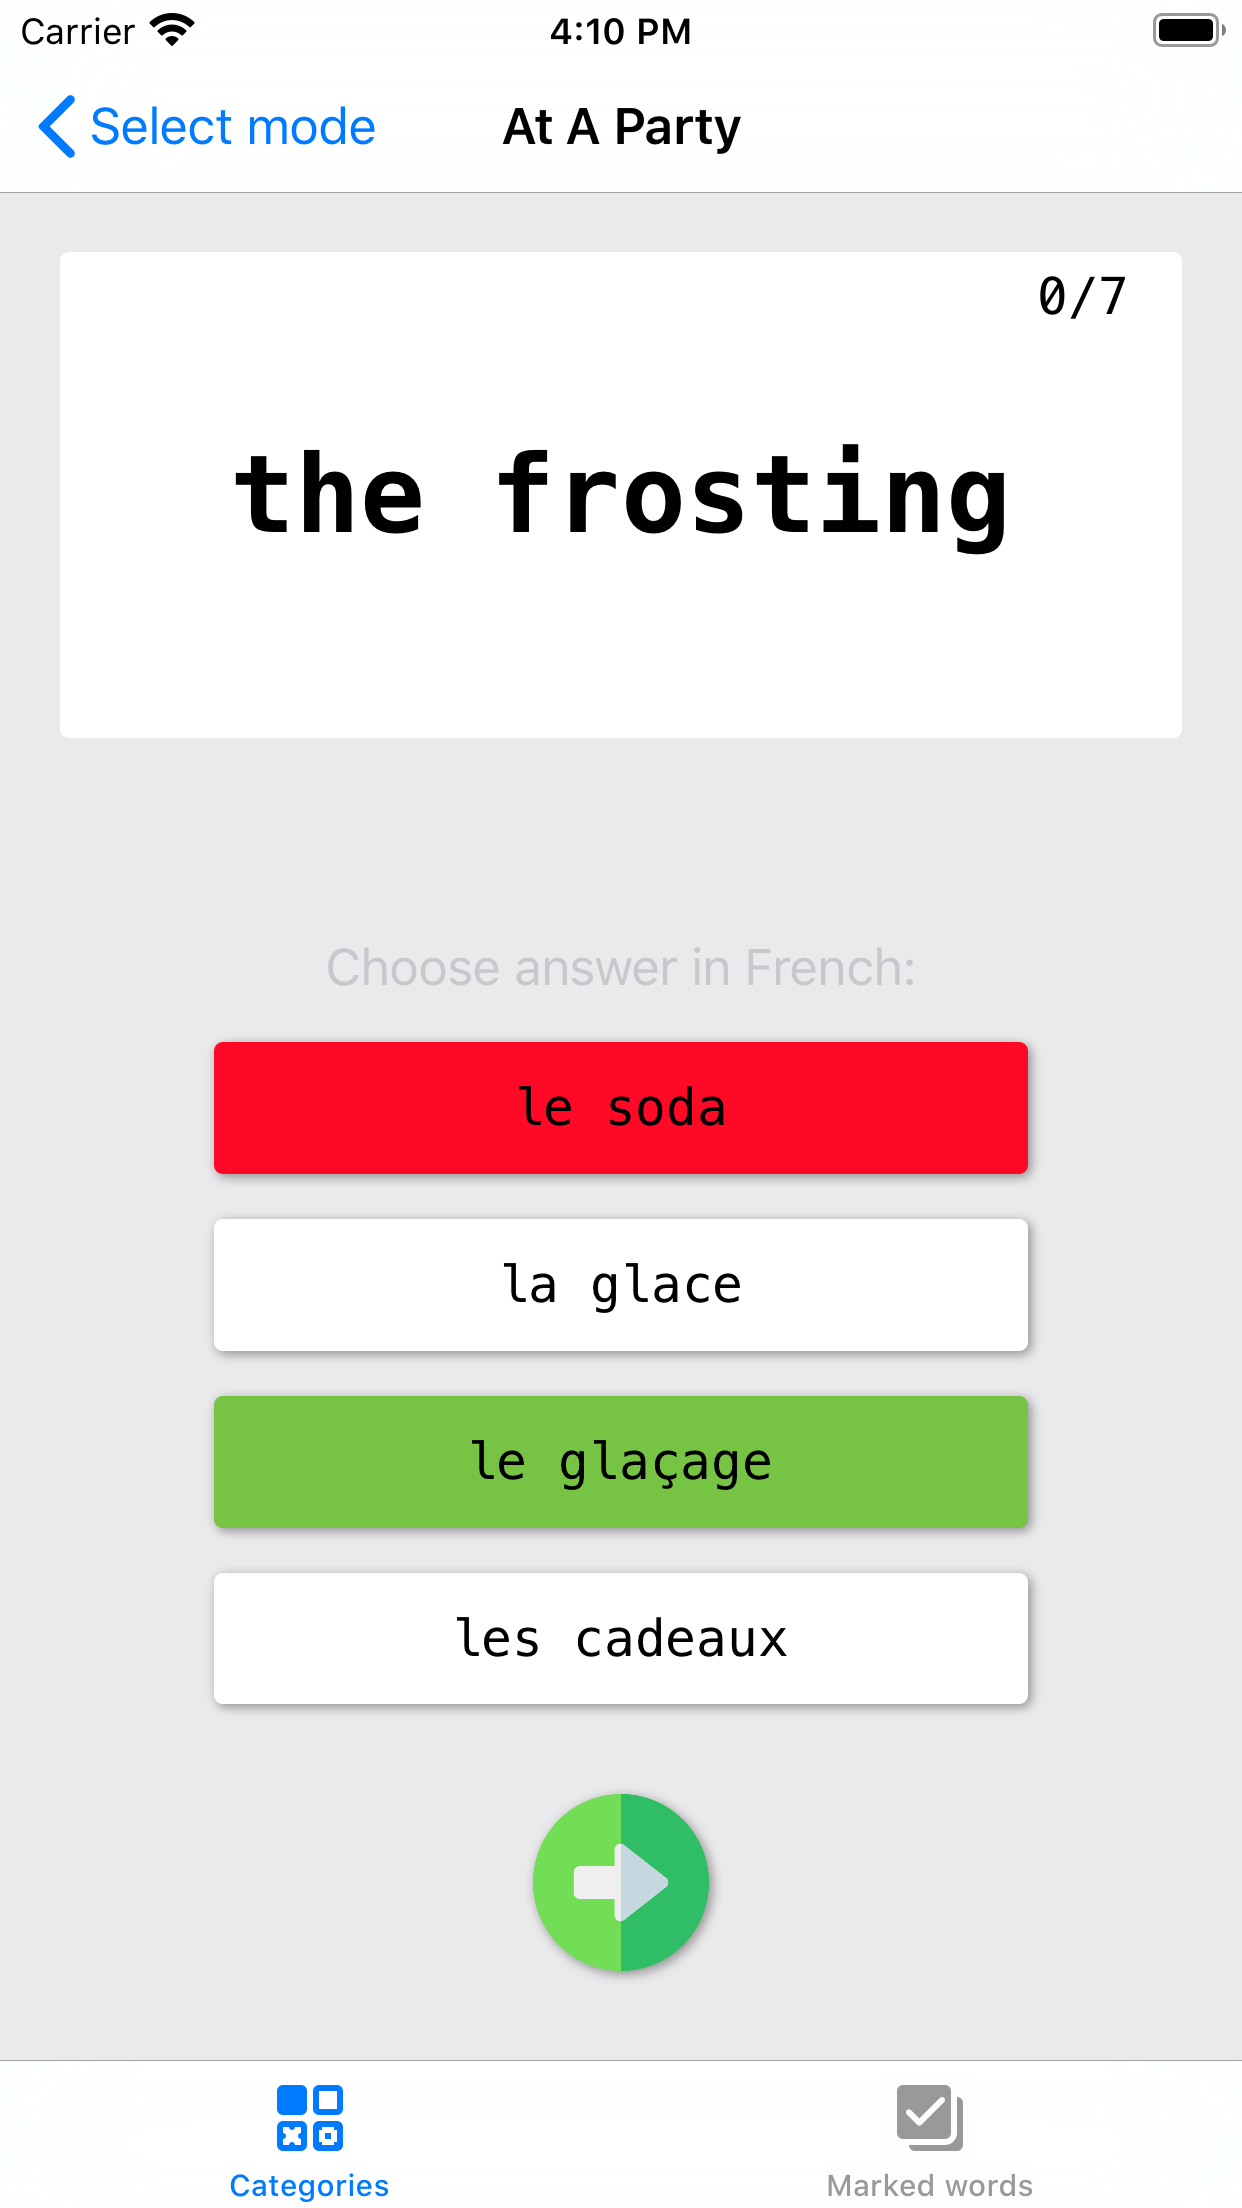 Carrier 4:10 PM
Select mode At A Party
0/7
the frosting
Choose answer in French:
le soda
la glace
le glaçage
les cadeaux
Categories Marked words